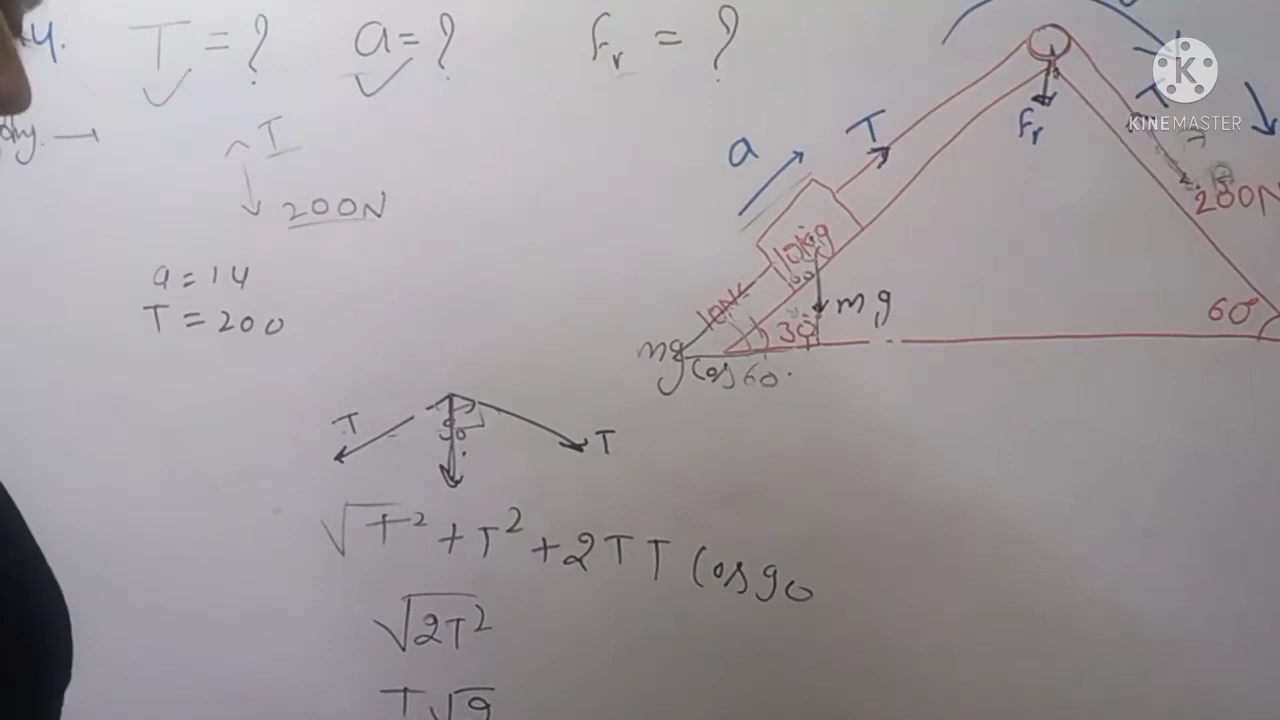 4. T = ? a = ? Fr = ?
T
200N
a = 14
T = 200
a
T
Fr
T
200N
10kg
mg
30°
60°
mg cos 60.
KINEMASTER
T 90 T
√T² + T² + 2TT Cos 90
√2T²